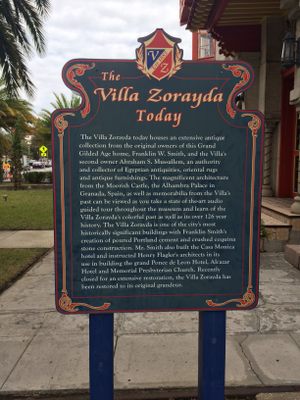 V Z
The
Villa Zorayda
Today
The Villa Zorayda today houses an extensive antique
collection from the original owners of this Grand
Gilded Age home, Franklin W. Smith, and the Villa's
second owner Abraham S. Mussallem, an authority
and collector of Egyptian antiquities, oriental rugs
and antique furnishings. The magnificent architecture
from the Moorish Castle, the Alhambra Palace in
Granada, Spain, as well as memorabilia from the Villa's
past can be viewed as you take a state of the art audio
guided tour throughout the museum and learn of the
Villa Zorayda's colorful past as well as its over 126 year
history. The Villa Zorayda is one of the city's most
historically significant buildings with Franklin Smith's
creation of poured Portland cement and crushed coquina
stone construction. Mr. Smith also built the Casa Monica
hotel and instructed Henry Flagler's architects in its
use in building the grand Ponce de Leon Hotel, Alcazar
Hotel and Memorial Presbyterian Church. Recently
closed for an extensive restoration, the Villa Zorayda has
been restored to its original grandeur.